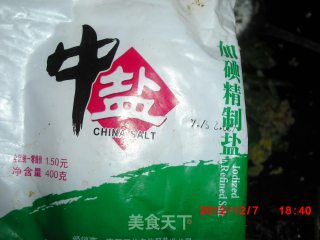 中盐
CHINA SALT
加碘精制盐
Iodized
Refined Salt
1.50元
净含量 400克
美食天下
2012/12/7 18:40